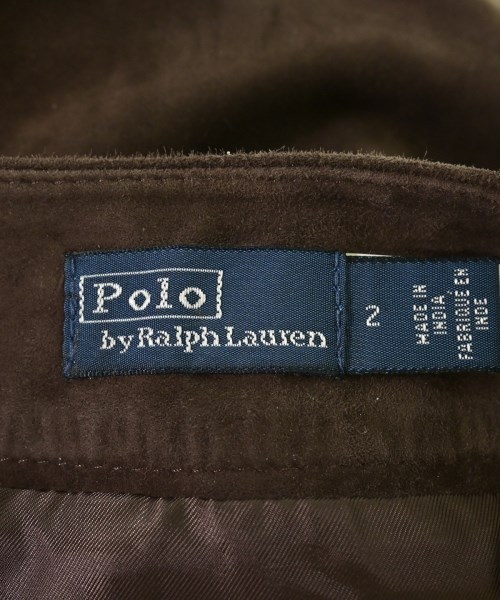 Polo
by Ralph Lauren
2
MADE IN
INDIA
FABRIQUE EN
INDE